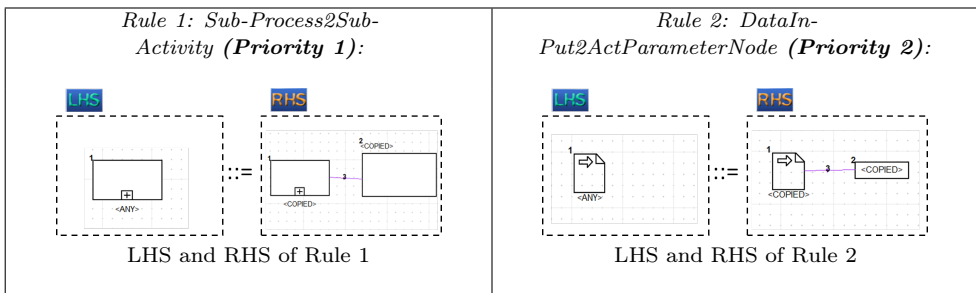 Rule 1: Sub-Process2Sub-
Activity (Priority 1):
LHS
RHS
1
<ANY>
::=
1
<COPIED>
3
2
<COPIED>
LHS and RHS of Rule 1
Rule 2: DataIn-
Put2ActParameterNode (Priority 2):
LHS
RHS
1
<ANY>
::=
1
<COPIED>
3
2
<COPIED>
LHS and RHS of Rule 2